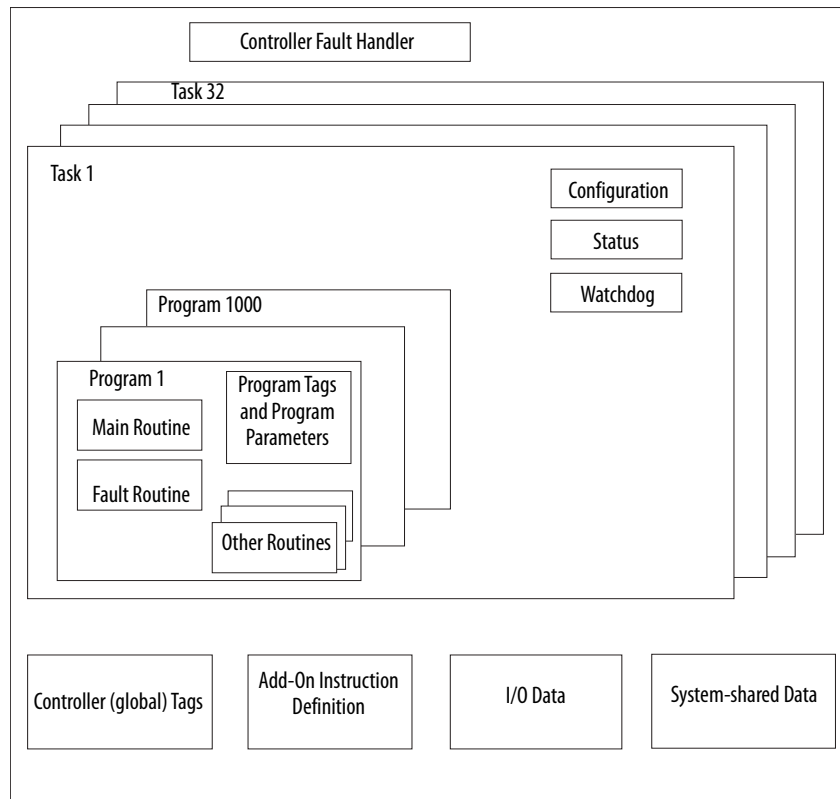 Controller Fault Handler
Task 32
Task 1
Configuration
Status
Watchdog
Program 1000
Program 1
Program Tags
and Program
Parameters
Main Routine
Fault Routine
Other Routines
Controller (global) Tags
Add-On Instruction
Definition
I/O Data
System-shared Data